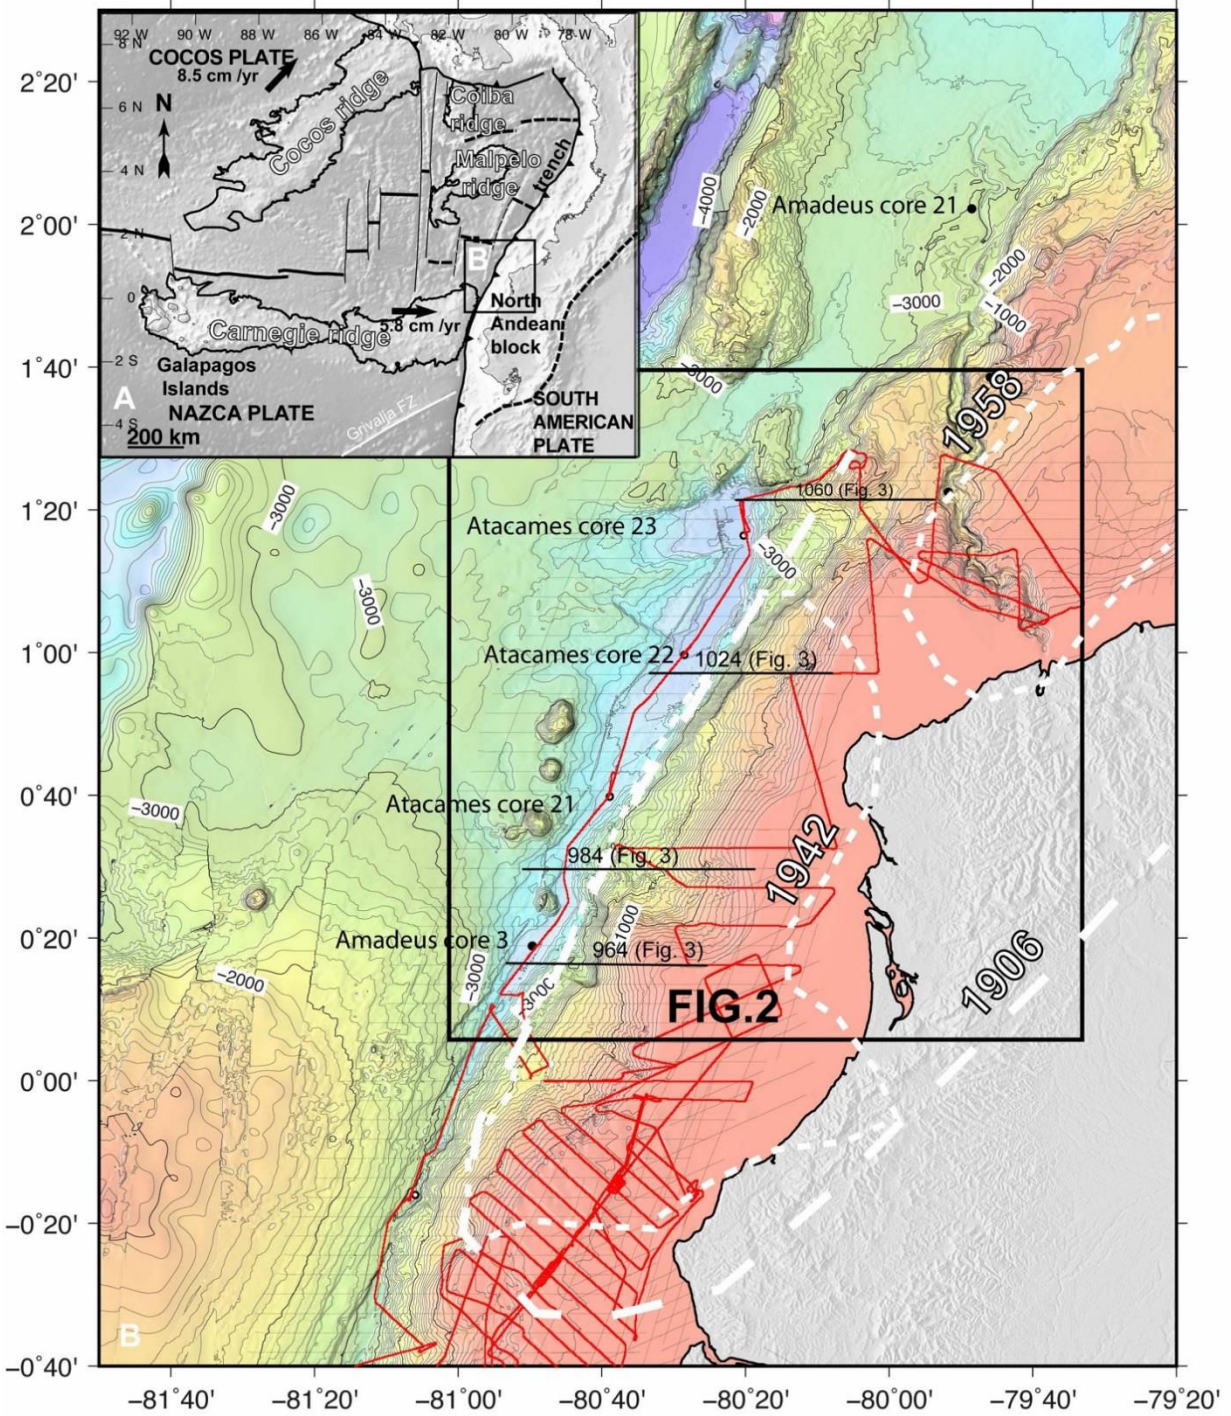 92 W 90 W 88 W 86 W 84 W 82 W 80 W 78 W
8 N
COCOS PLATE
8.5 cm /yr
N
6 N
Cocos ridge
Coiba
ridge
4 N
Malpelo
ridge
trench
2 N
B
0
North
Andean
block
Carnegie ridge
5.8 cm /yr
2 S
Galapagos
Islands
A
NAZCA PLATE
4 S
200 km
Grivalja FZ
SOUTH
AMERICAN
PLATE
2°20'
2°00'
1°40'
1°20'
1°00'
0°40'
0°20'
0°00'
−0°20'
−0°40'
−4000
−2000
Amadeus core 21
−2000
−3000
−1000
−3000
1958
−3000
1060 (Fig. 3)
Atacames core 23
−3000
−3000
Atacames core 22
1024 (Fig. 3)
−3000
Atacames core 21
1942
984 (Fig. 3)
−1000
Amadeus core 3
964 (Fig. 3)
1906
−2000
−3000
FIG.2
B
−81°40' −81°20' −81°00' −80°40' −80°20' −80°00' −79°40' −79°20'